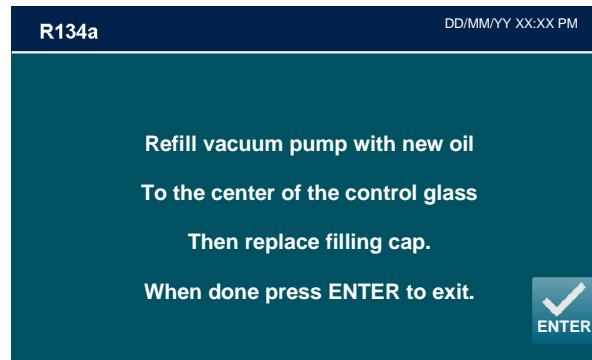 R134a
DD/MM/YY XX:XX PM
Refill vacuum pump with new oil
To the center of the control glass
Then replace filling cap.
When done press ENTER to exit.
ENTER